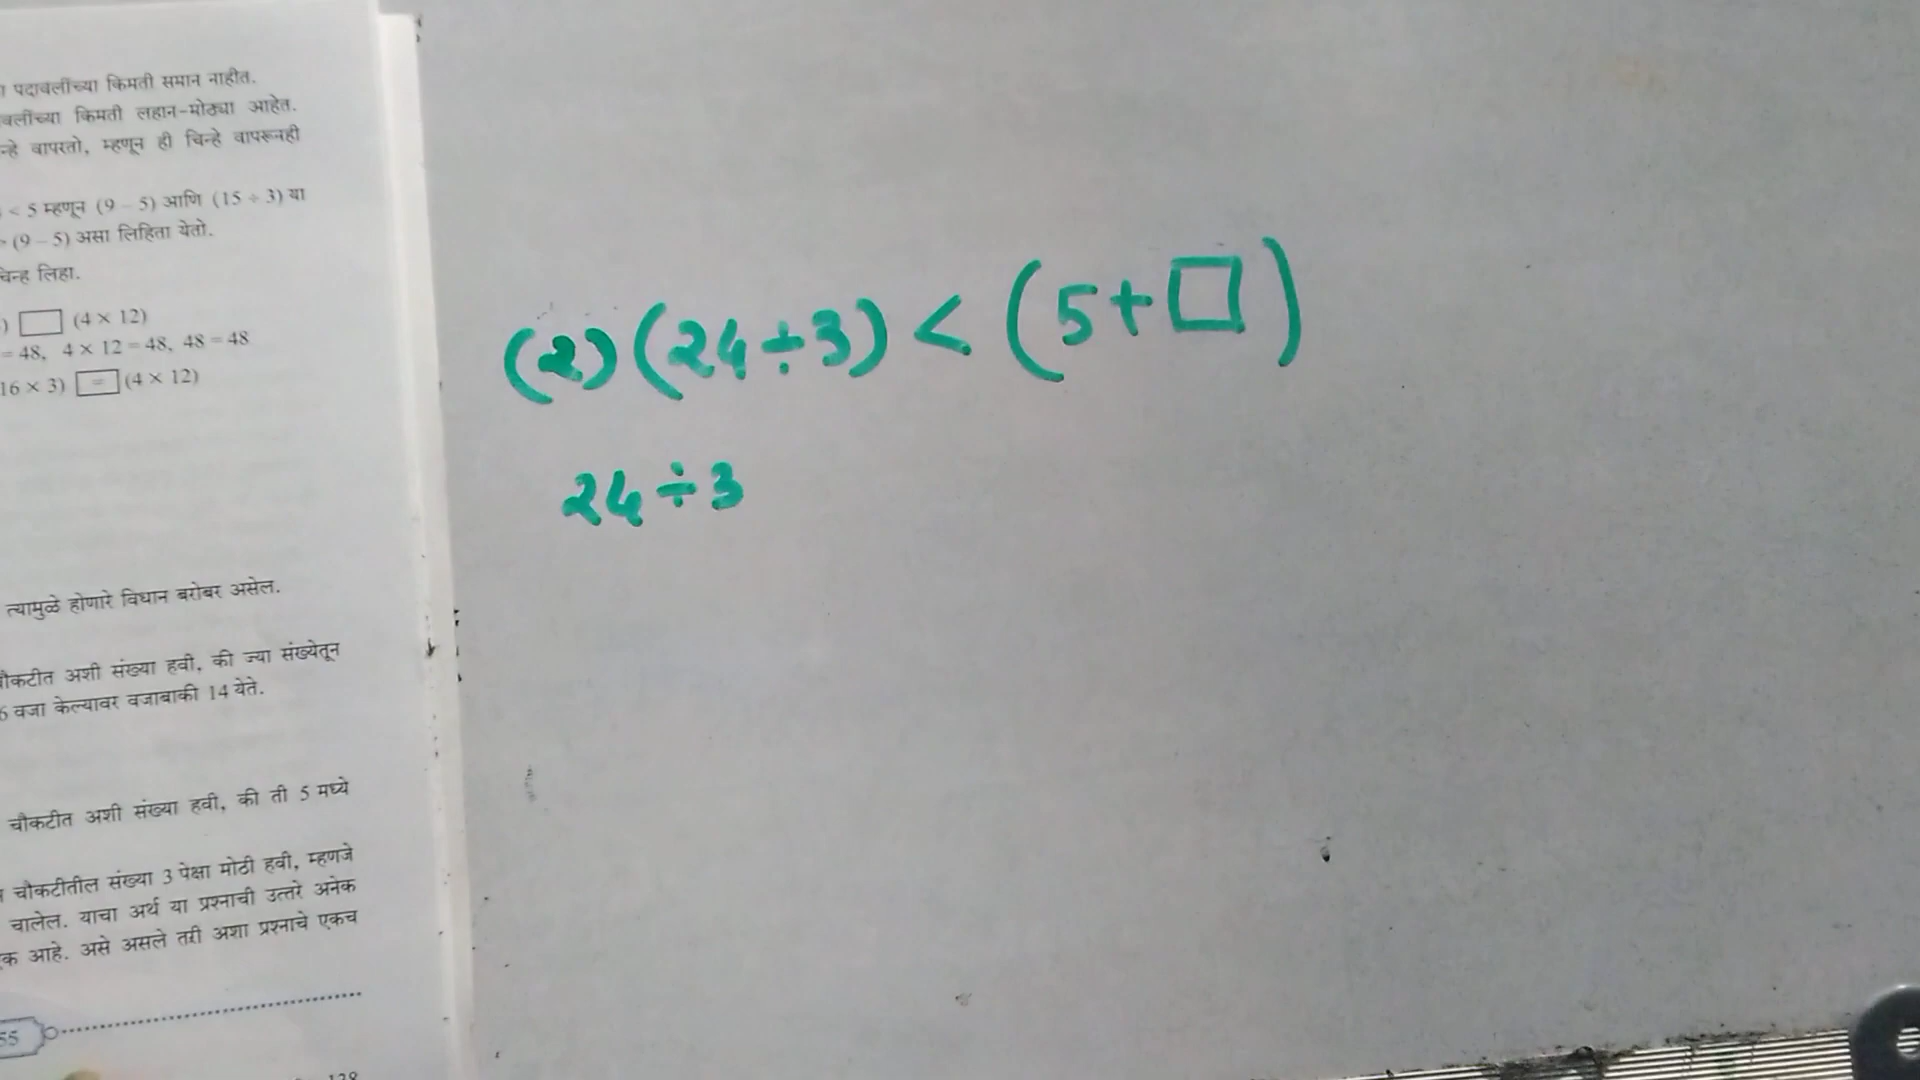 पदावलींच्या किमती समान नाहीत.
किमती लहान-मोठ्या आहेत.
वापरतो, म्हणून ही चिन्हे वापरूनही
< 5 म्हणून (9 - 5) आणि (15 ÷ 3) या
(9 - 5) असा लिहिता येतो.
लिहा.
) □ (4 × 12)
= 48, 4 × 12 = 48, 48 = 48
16 × 3) = (4 × 12)
त्यामुळे होणारे विधान बरोबर असेल.
अशी संख्या हवी, की ज्या संख्येतून
वजा केल्यावर वजाबाकी 14 येते.
चौकटीत अशी संख्या हवी, की ती 5 मध्ये
चौकटीतील संख्या 3 पेक्षा मोठी हवी, म्हणजे
चालेल. याचा अर्थ या प्रश्नाची उत्तरे अनेक
आहे. असे असले तरी अशा प्रश्नाचे एकच
55
(2) (24 ÷ 3) < (5 + □)
24 ÷ 3